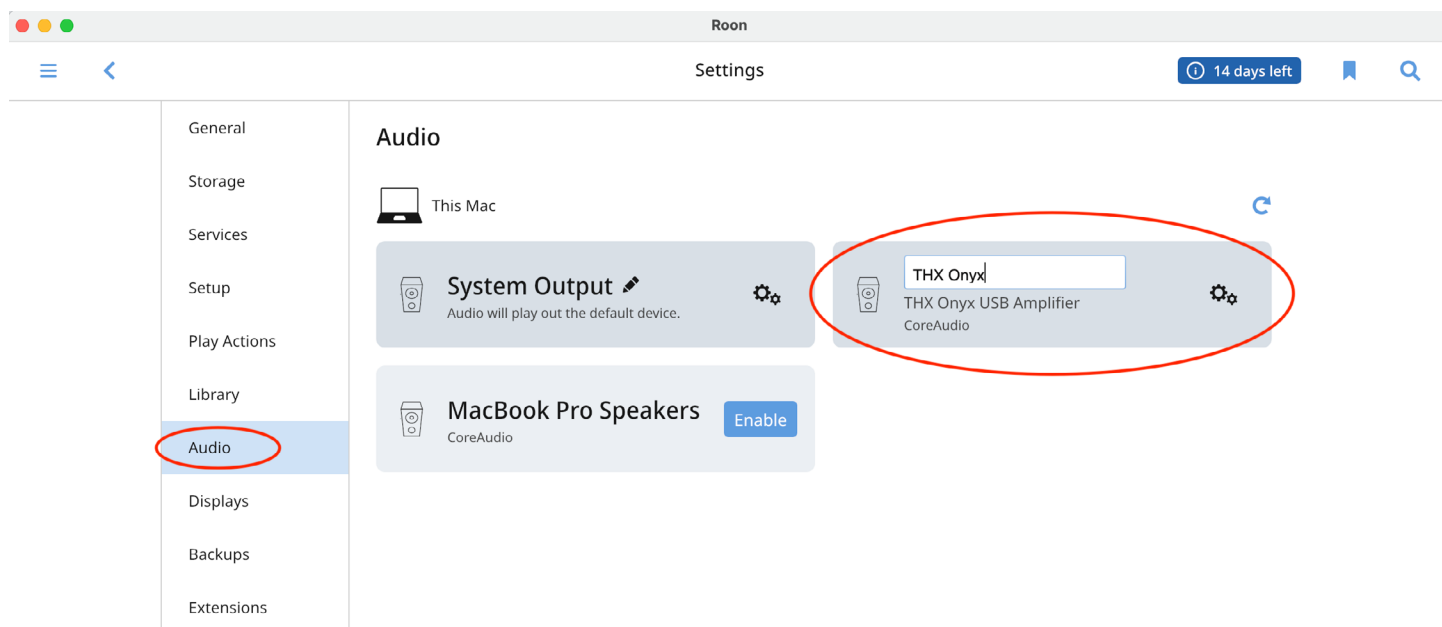 Roon
Settings
14 days left
General
Storage
Services
Setup
Play Actions
Library
Audio
Displays
Backups
Extensions
Audio
This Mac
System Output
Audio will play out the default device.
THX Onyx
THX Onyx USB Amplifier
CoreAudio
MacBook Pro Speakers
CoreAudio
Enable